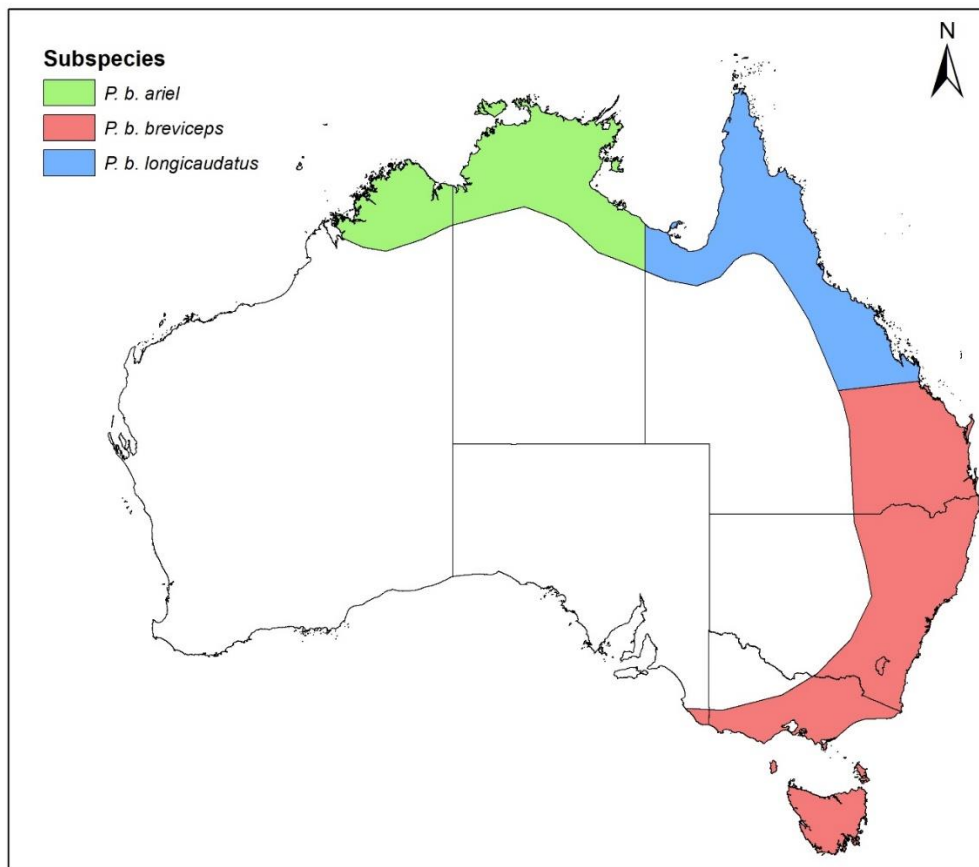 N
Subspecies
P. b. ariel
P. b. breviceps
P. b. longicaudatus